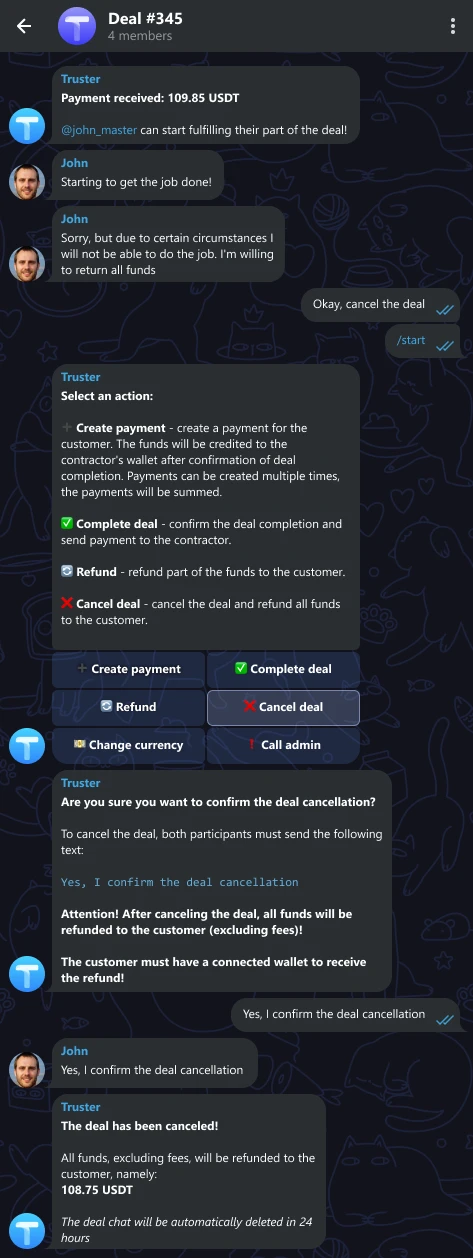 Deal #345
4 members
Truster
Payment received: 109.85 USDT
@john_master can start fulfilling their part of the deal!
John
Starting to get the job done!
John
Sorry, but due to certain circumstances I
will not be able to do the job. I'm willing
to return all funds
Okay, cancel the deal
/start
Truster
Select an action:
➕ Create payment - create a payment for the
customer. The funds will be credited to the
contractor's wallet after confirmation of deal
completion. Payments can be created multiple times,
the payments will be summed.
✅ Complete deal - confirm the deal completion and
send payment to the contractor.
🔄 Refund - refund part of the funds to the customer.
❌ Cancel deal - cancel the deal and refund all funds
to the customer.
➕ Create payment
✅ Complete deal
🔄 Refund
❌ Cancel deal
💴 Change currency
❗ Call admin
Truster
Are you sure you want to confirm the deal cancellation?
To cancel the deal, both participants must send the following
text:
Yes, I confirm the deal cancellation
Attention! After canceling the deal, all funds will be
refunded to the customer (excluding fees)!
The customer must have a connected wallet to receive
the refund!
Yes, I confirm the deal cancellation
John
Yes, I confirm the deal cancellation
Truster
The deal has been canceled!
All funds, excluding fees, will be refunded to the
customer, namely:
108.75 USDT
The deal chat will be automatically deleted in 24
hours